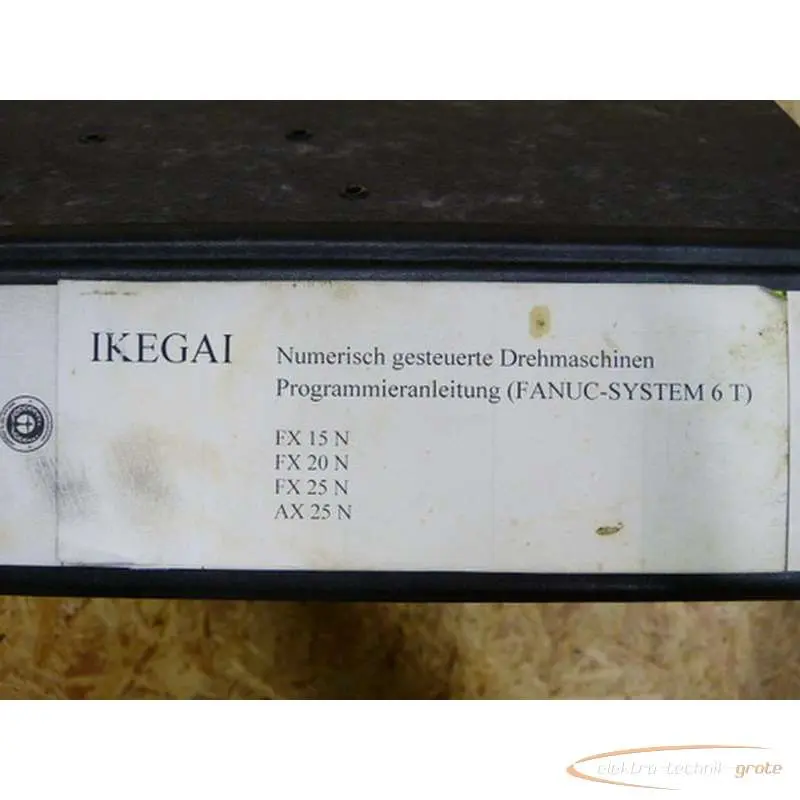 IKEGAI
Numerisch gesteuerte Drehmaschinen
Programmieranleitung (FANUC-SYSTEM 6 T)
FX 15 N
FX 20 N
FX 25 N
AX 25 N
elektro-technik grote